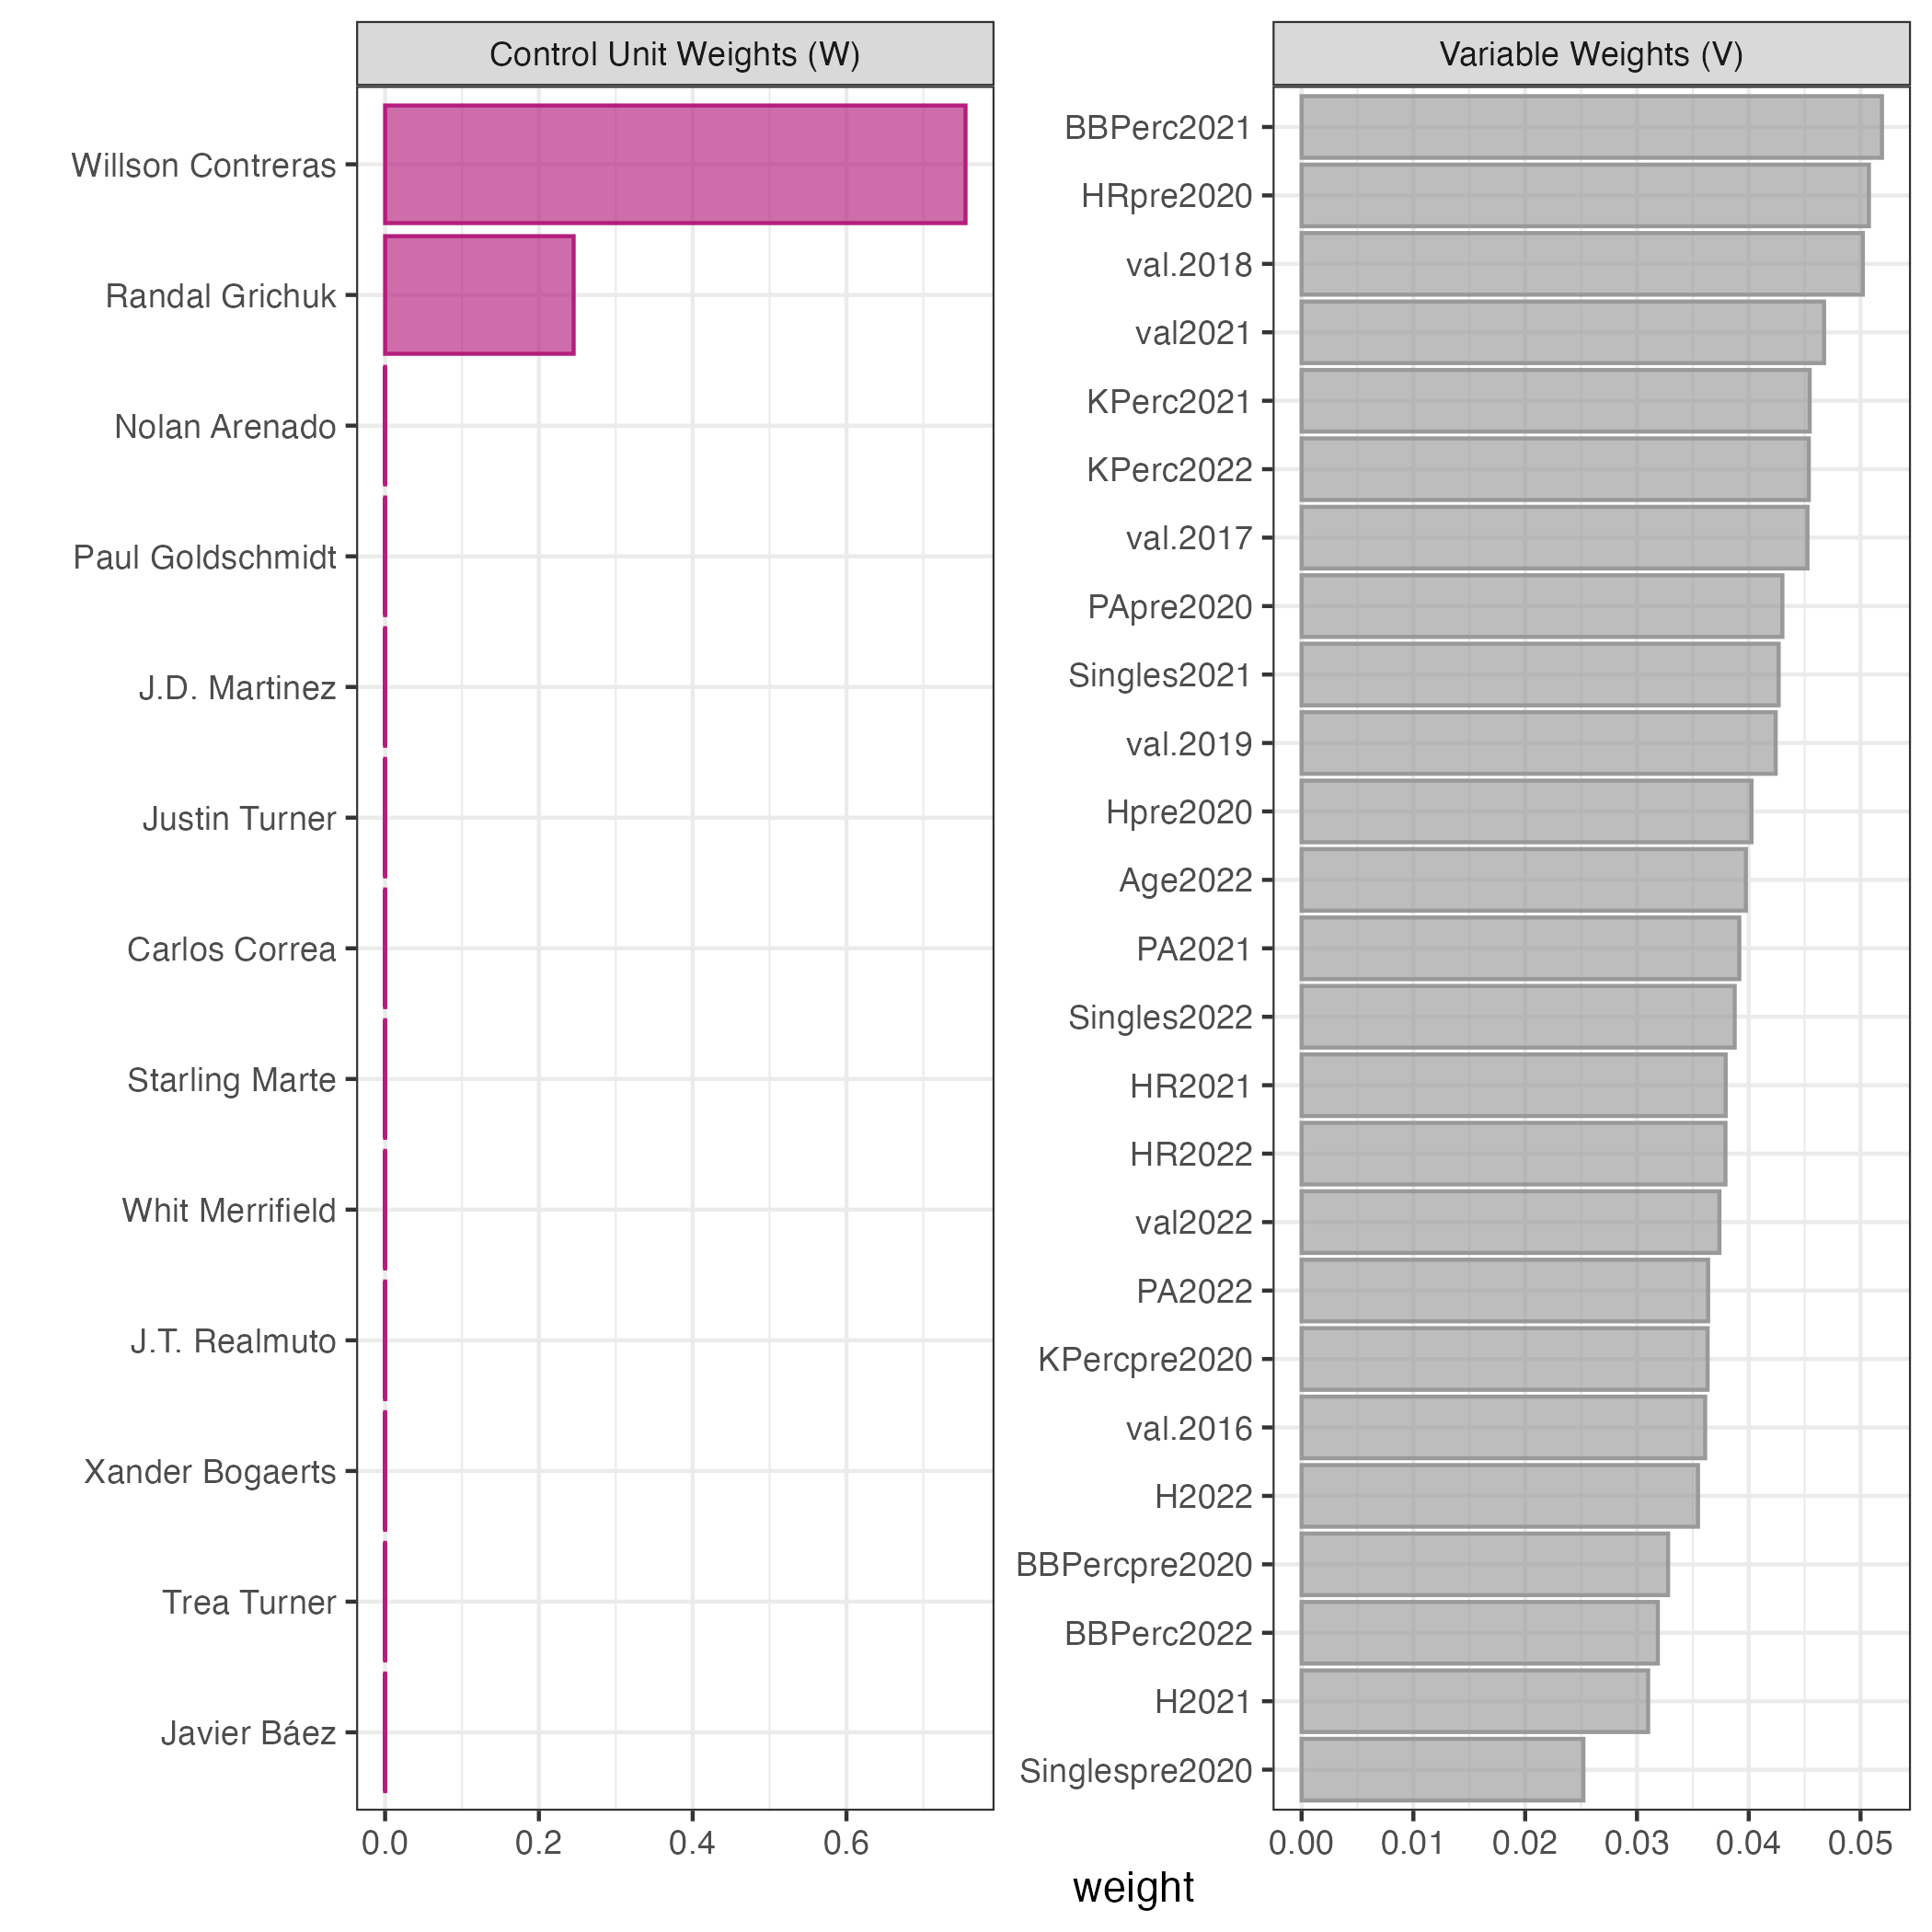 Control Unit Weights (W)
Willson Contreras
Randal Grichuk
Nolan Arenado
Paul Goldschmidt
J.D. Martinez
Justin Turner
Carlos Correa
Starling Marte
Whit Merrifield
J.T. Realmuto
Xander Bogaerts
Trea Turner
Javier Báez
0.0 0.2 0.4 0.6
Variable Weights (V)
BBPerc2021
HRpre2020
val.2018
val2021
KPerc2021
KPerc2022
val.2017
PApre2020
Singles2021
val.2019
Hpre2020
Age2022
PA2021
Singles2022
HR2021
HR2022
val2022
PA2022
KPercpre2020
val.2016
H2022
BBPercpre2020
BBPerc2022
H2021
Singlespre2020
0.00 0.01 0.02 0.03 0.04 0.05
weight